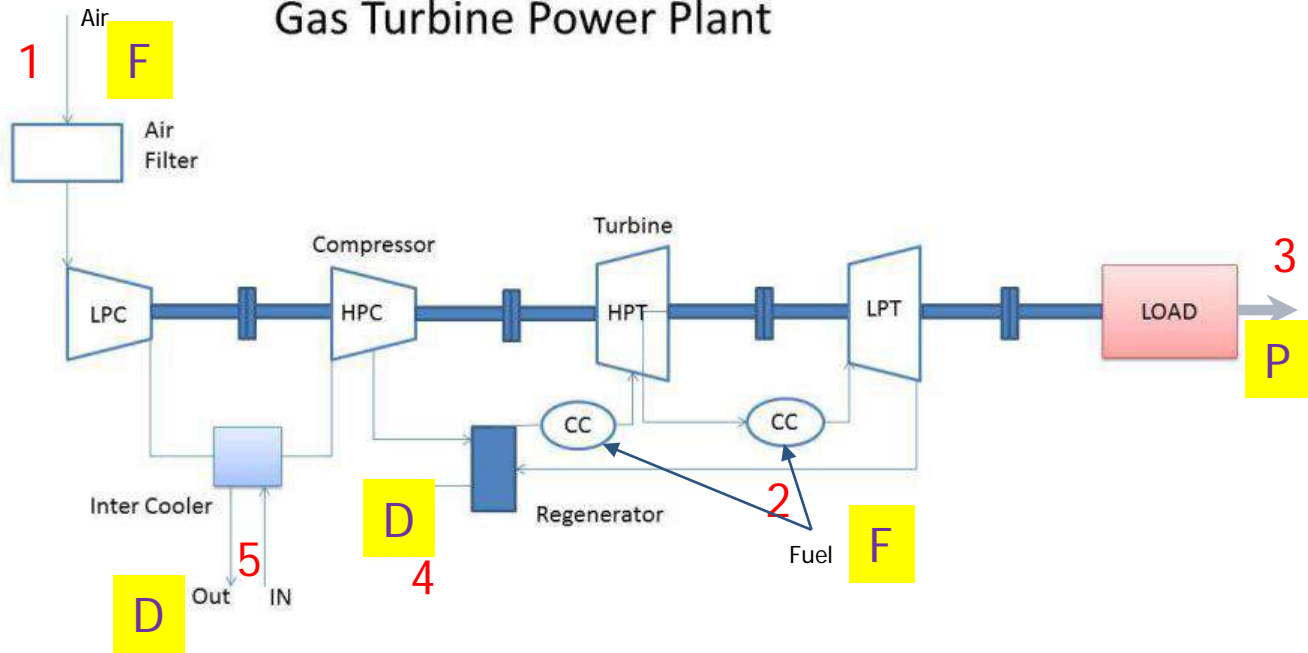 Gas Turbine Power Plant
Air
1
F
Air
Filter
Compressor
Turbine
3
LPC
HPC
HPT
LPT
LOAD
P
CC
CC
Inter Cooler
D
Regenerator
2
Fuel
F
5
4
D
Out
IN